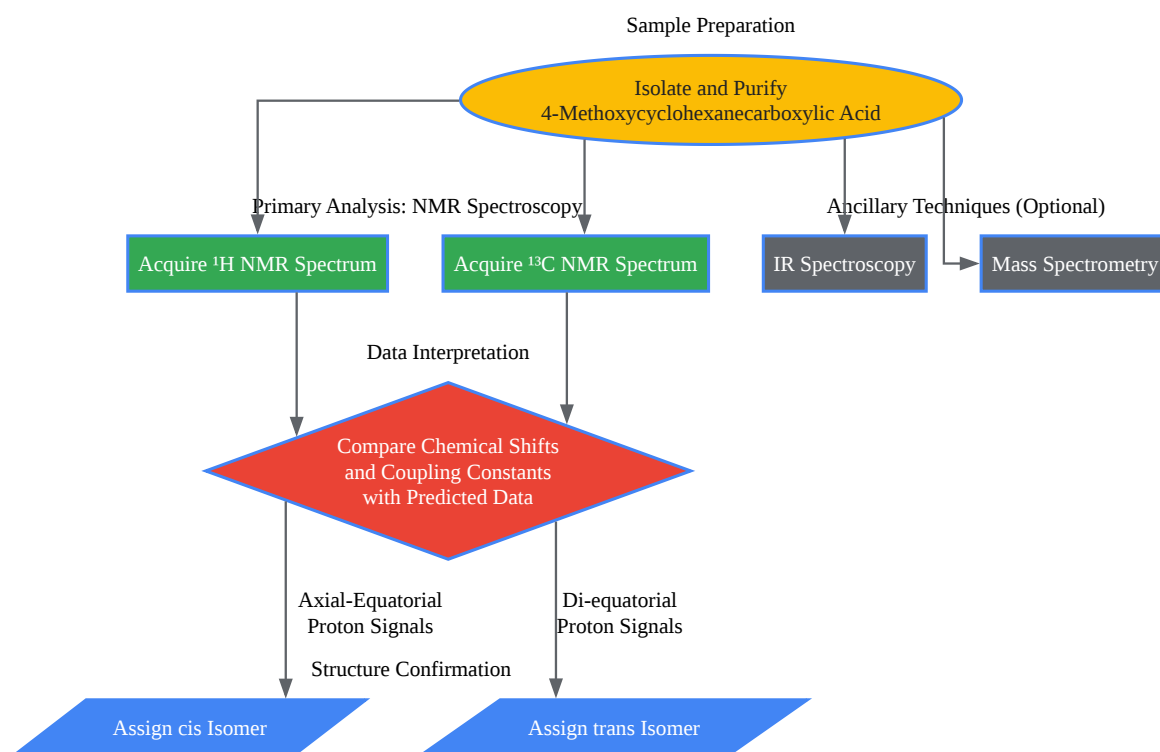 Sample Preparation
Isolate and Purify
4-Methoxycyclohexanecarboxylic Acid
Primary Analysis: NMR Spectroscopy
Ancillary Techniques (Optional)
Acquire ¹H NMR Spectrum
Acquire ¹³C NMR Spectrum
IR Spectroscopy
Mass Spectrometry
Data Interpretation
Compare Chemical Shifts
and Coupling Constants
with Predicted Data
Axial-Equatorial
Proton Signals
Di-equatorial
Proton Signals
Structure Confirmation
Assign cis Isomer
Assign trans Isomer